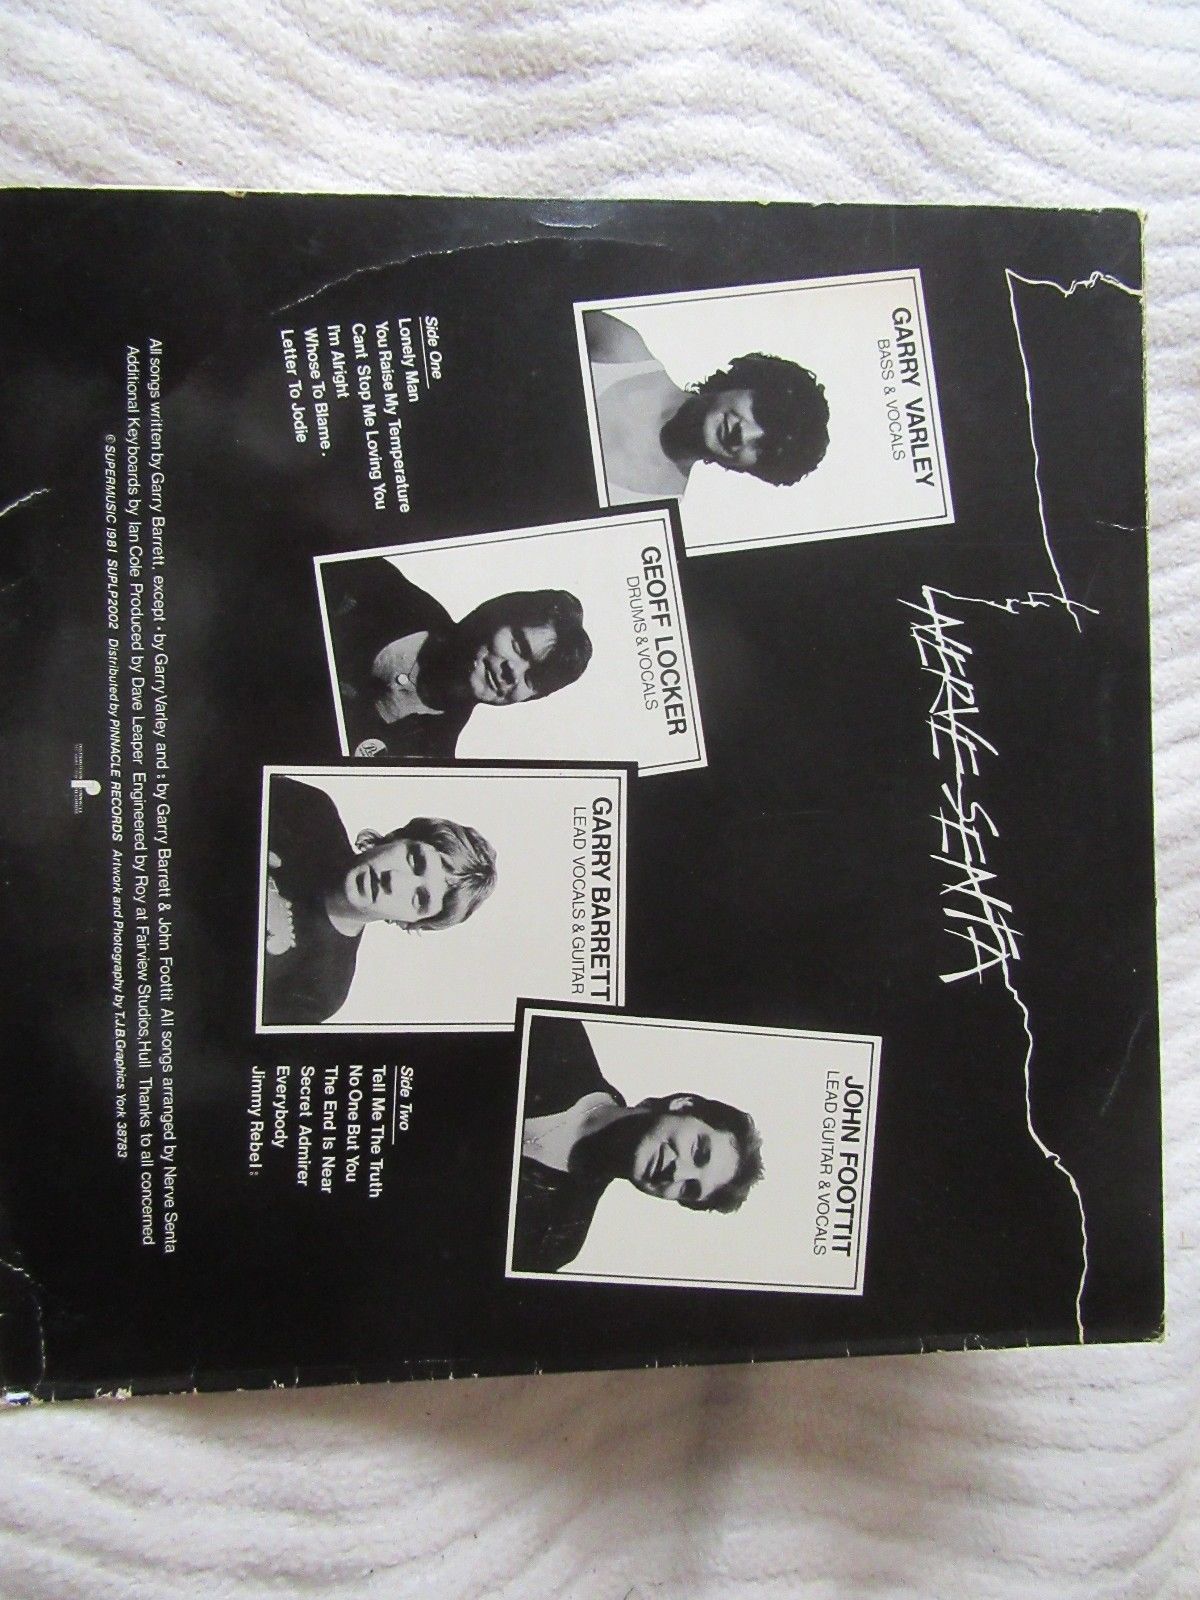 NERVE-SENTA
GARRY VARLEY
BASS & VOCALS
GEOFF LOCKER
DRUMS & VOCALS
GARRY BARRETT
LEAD VOCALS & GUITAR
JOHN FOOTTIT
LEAD GUITAR & VOCALS
Side One
Lonely Man
You Raise My Temperature
Cant Stop Me Loving You
I'm Alright
Whose To Blame •
Letter To Jodie
Side Two
Tell Me The Truth
No One But You
The End Is Near
Secret Admirer
Everybody
Jimmy Rebel :
All songs written by Garry Barrett, except • by Garry Varley and : by Garry Barrett & John Foottit All songs arranged by Nerve Senta
Additional Keyboards by Ian Cole Produced by Dave Leaper Engineered by Roy at Fairview Studios, Hull Thanks to all concerned
℗ SUPERMUSIC 1981 SUPLP2002 Distributed by PINNACLE RECORDS Artwork and Photography by T.J.B. Graphics York 38783